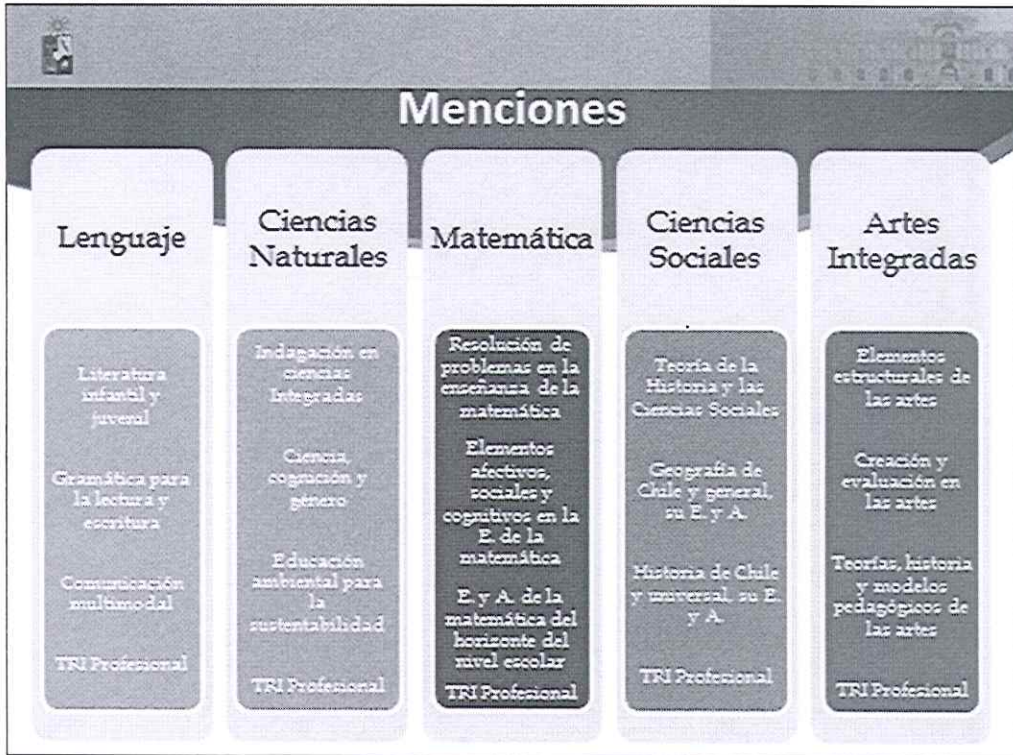 Menciones
Lenguaje
Literatura
infantil y
juvenil
Gramática para
la lectura y
escritura
Comunicación
multimodal
TRI Profesional
Ciencias
Naturales
Indagación en
ciencias
Integradas
Ciencia,
cognición y
género
Educación
ambiental para
la
sustentabilidad
TRI Profesional
Matemática
Resolución de
problemas en la
enseñanza de la
matemática
Elementos
afectivos,
sociales y
cognitivos en la
E. de la
matemática
E. y A. de la
matemática del
horizonte del
nivel escolar
TRI Profesional
Ciencias
Sociales
Teoría de la
Historia y las
Ciencias Sociales
Geografía de
Chile y general,
su E. y A.
Historia de Chile
y universal, su E.
y A.
TRI Profesional
Artes
Integradas
Elementos
estructurales de
las artes
Creación y
evaluación en
las artes
Teorías, historia
y modelos
pedagógicos de
las artes
TRI Profesional